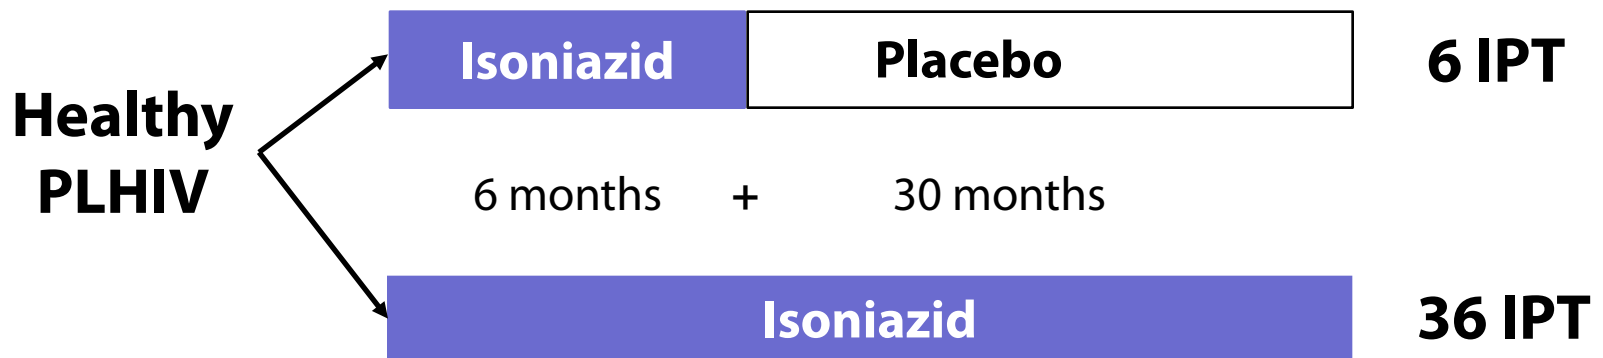 Isoniazid Placebo 6 IPT
Healthy
PLHIV
6 months + 30 months
Isoniazid 36 IPT